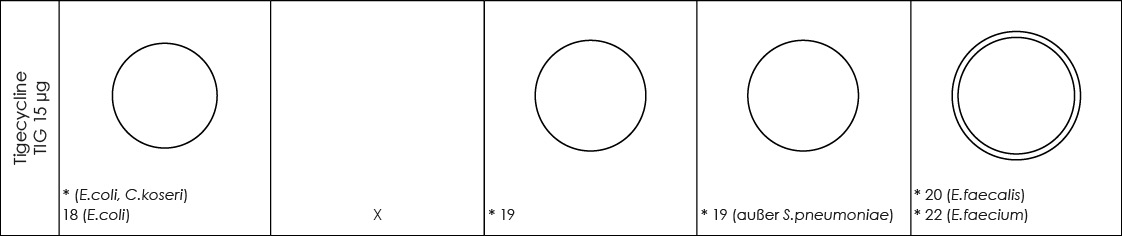 Tigecycline
TIG 15 µg
* (E.coli, C.koseri)
18 (E.coli)
X
* 19
* 19 (außer S.pneumoniae)
* 20 (E.faecalis)
* 22 (E.faecium)